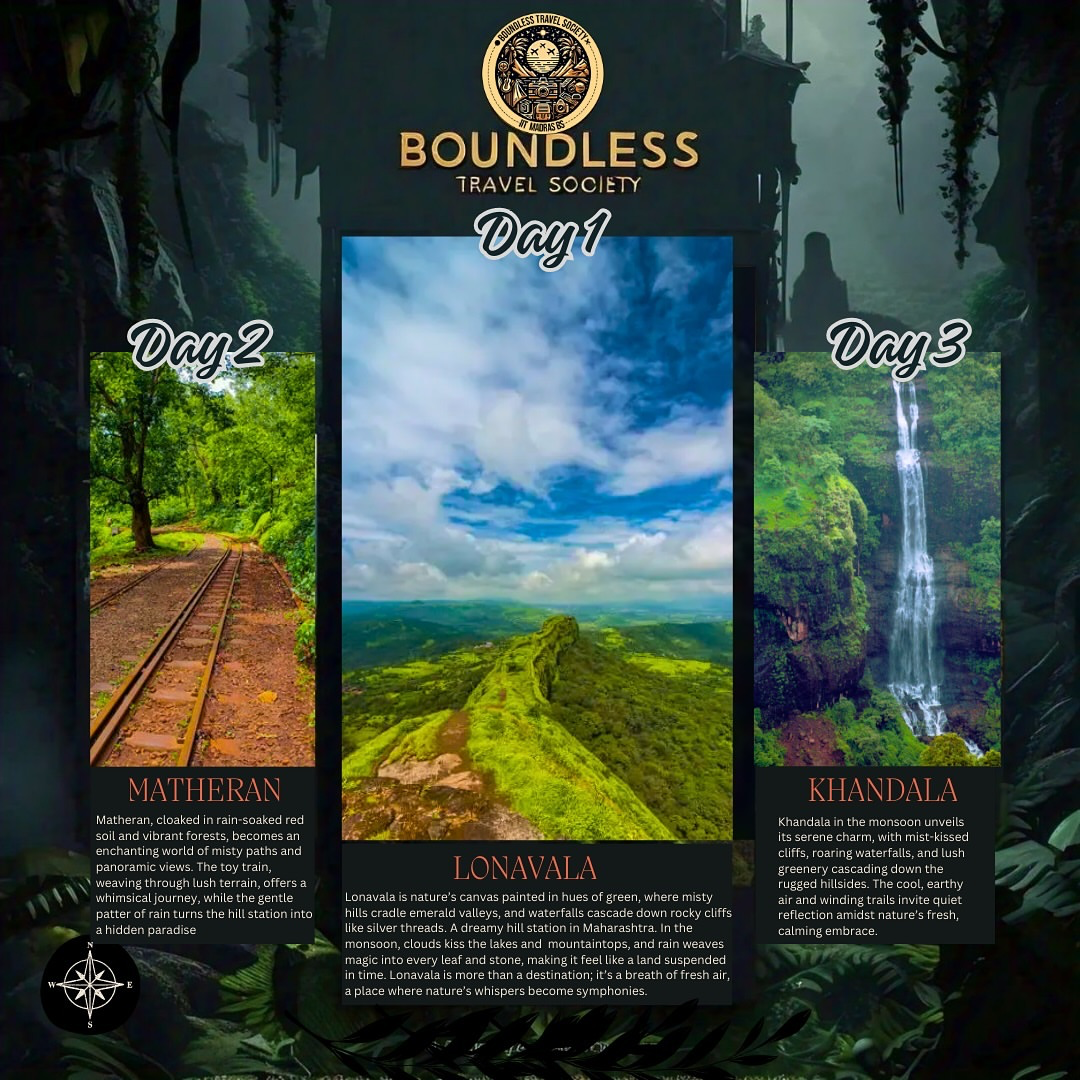 BOUNDLESS TRAVEL SOCIETY
IIT MADRAS BS
BOUNDLESS
TRAVEL SOCIETY
Day 1
Day 2
Day 3
MATHERAN
Matheran, cloaked in rain-soaked red
soil and vibrant forests, becomes an
enchanting world of misty paths and
panoramic views. The toy train,
weaving through lush terrain, offers a
whimsical journey, while the gentle
patter of rain turns the hill station into
a hidden paradise
LONAVALA
Lonavala is nature's canvas painted in hues of green, where misty
hills cradle emerald valleys, and waterfalls cascade down rocky cliffs
like silver threads. A dreamy hill station in Maharashtra. In the
monsoon, clouds kiss the lakes and mountaintops, and rain weaves
magic into every leaf and stone, making it feel like a land suspended
in time. Lonavala is more than a destination; it's a breath of fresh air,
a place where nature's whispers become symphonies.
KHANDALA
Khandala in the monsoon unveils
its serene charm, with mist-kissed
cliffs, roaring waterfalls, and lush
greenery cascading down the
rugged hillsides. The cool, earthy
air and winding trails invite quiet
reflection amidst nature's fresh,
calming embrace.
N
W E
S